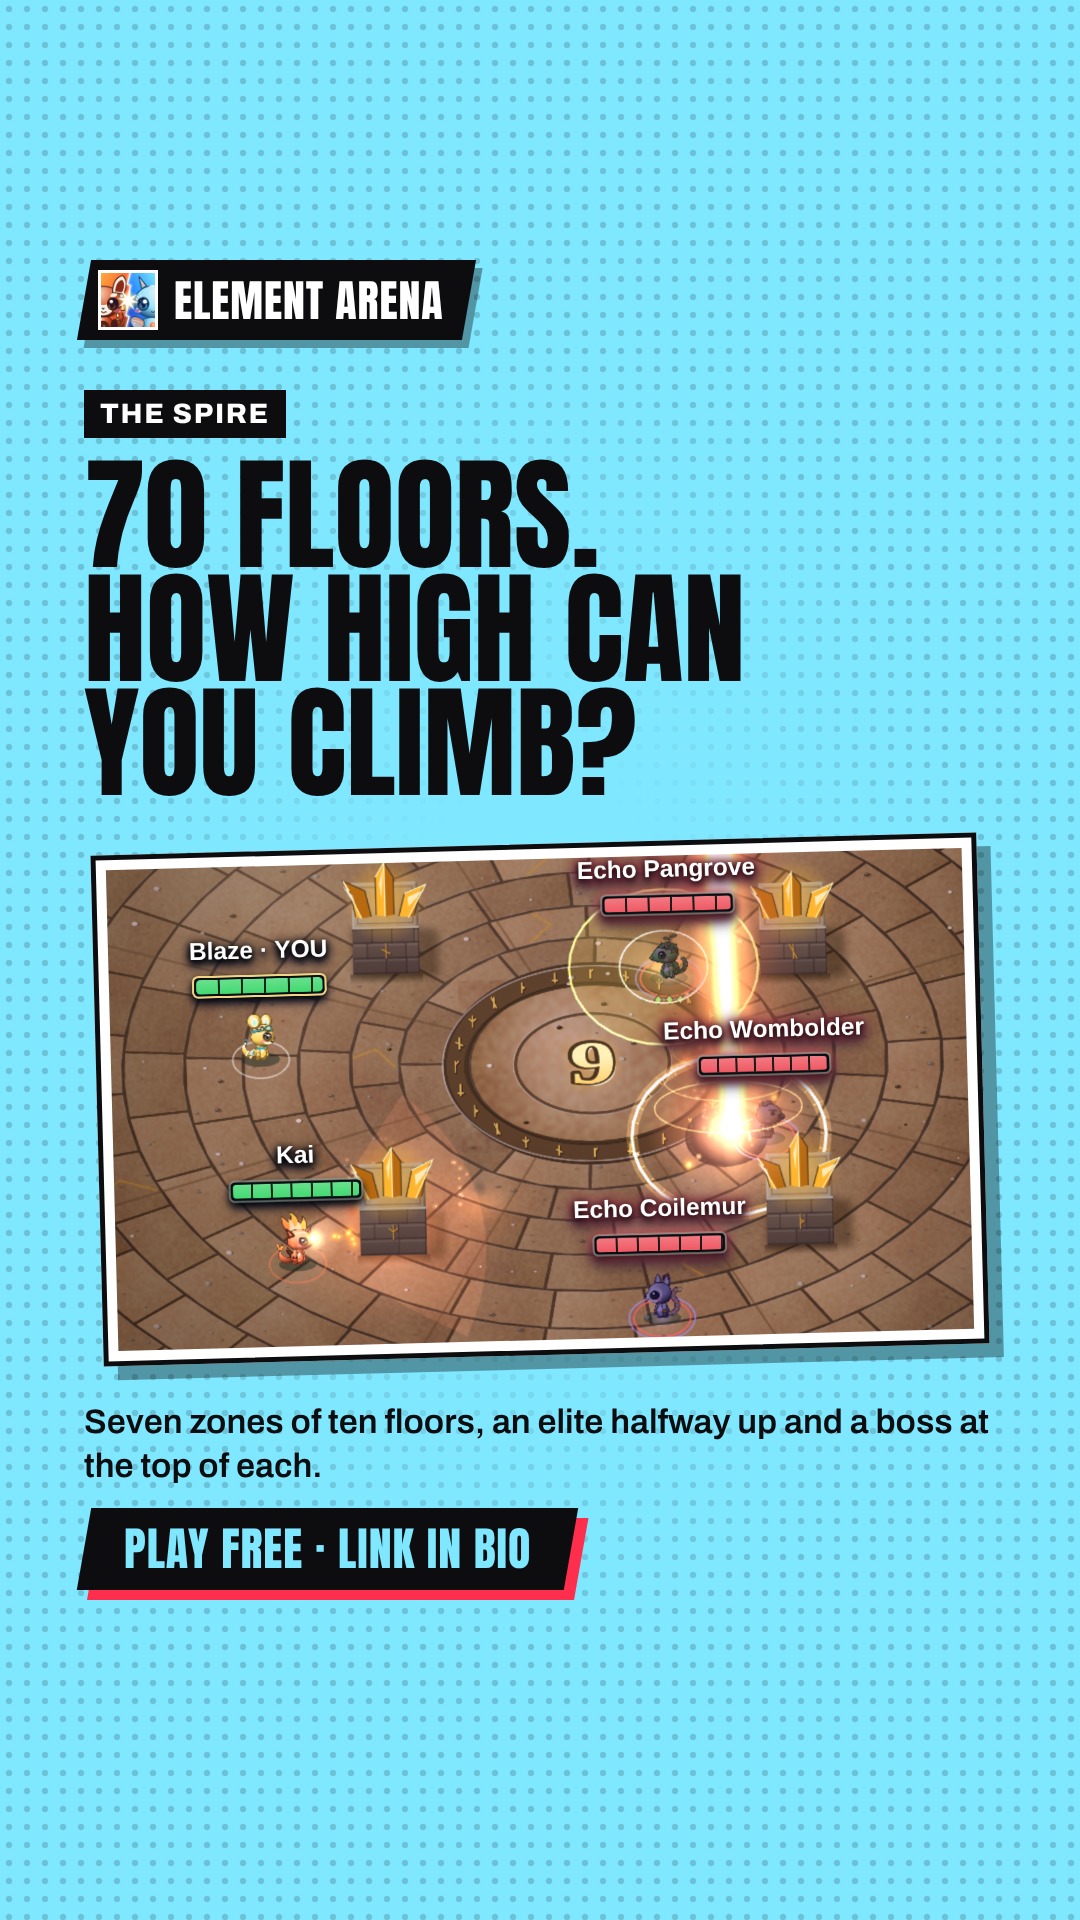 ELEMENT ARENA
THE SPIRE
70 FLOORS.
HOW HIGH CAN
YOU CLIMB?
Echo Pangrove
Blaze · YOU
Echo Wombolder
9
Kai
Echo Coilemur
Seven zones of ten floors, an elite halfway up and a boss at
the top of each.
PLAY FREE · LINK IN BIO